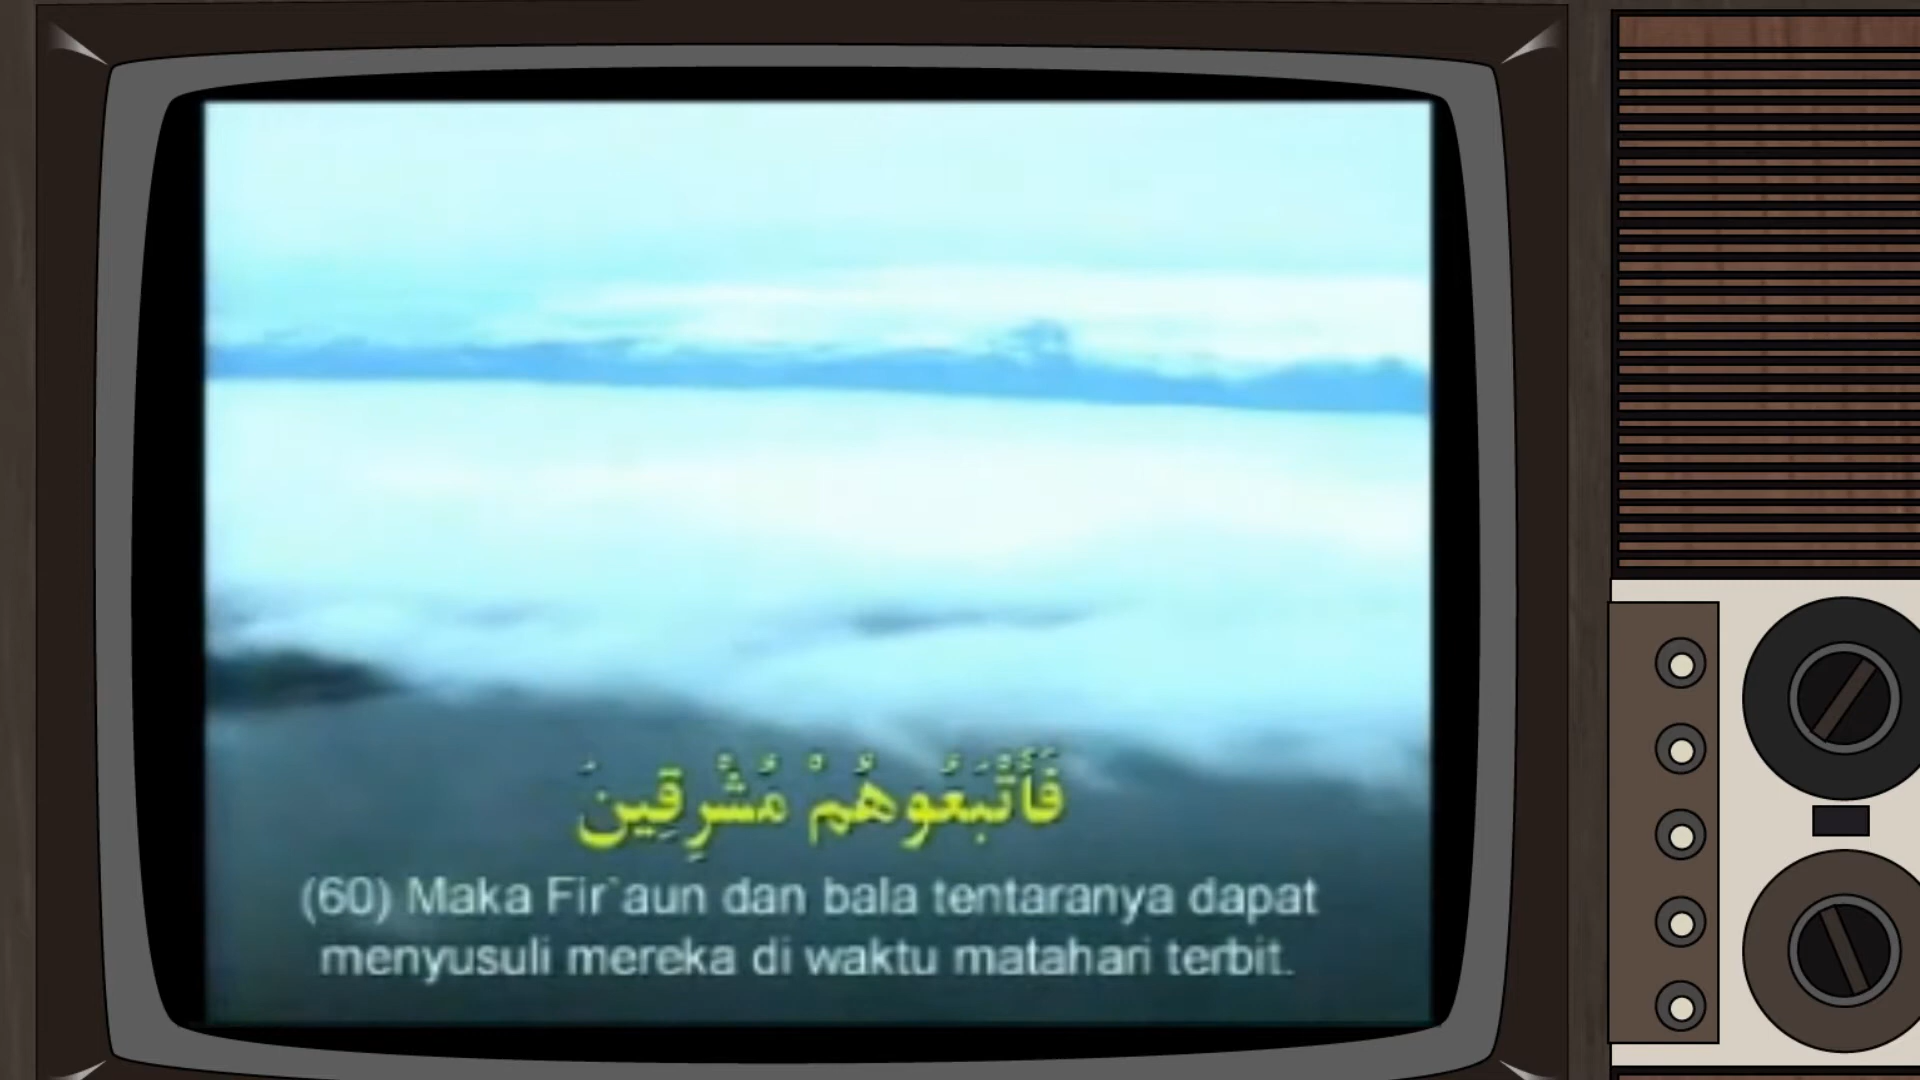 فَأَتْبَعُوهُمْ مُشْرِقِينَ
(60) Maka Fir`aun dan bala tentaranya dapat
menyusuli mereka di waktu matahari terbit.